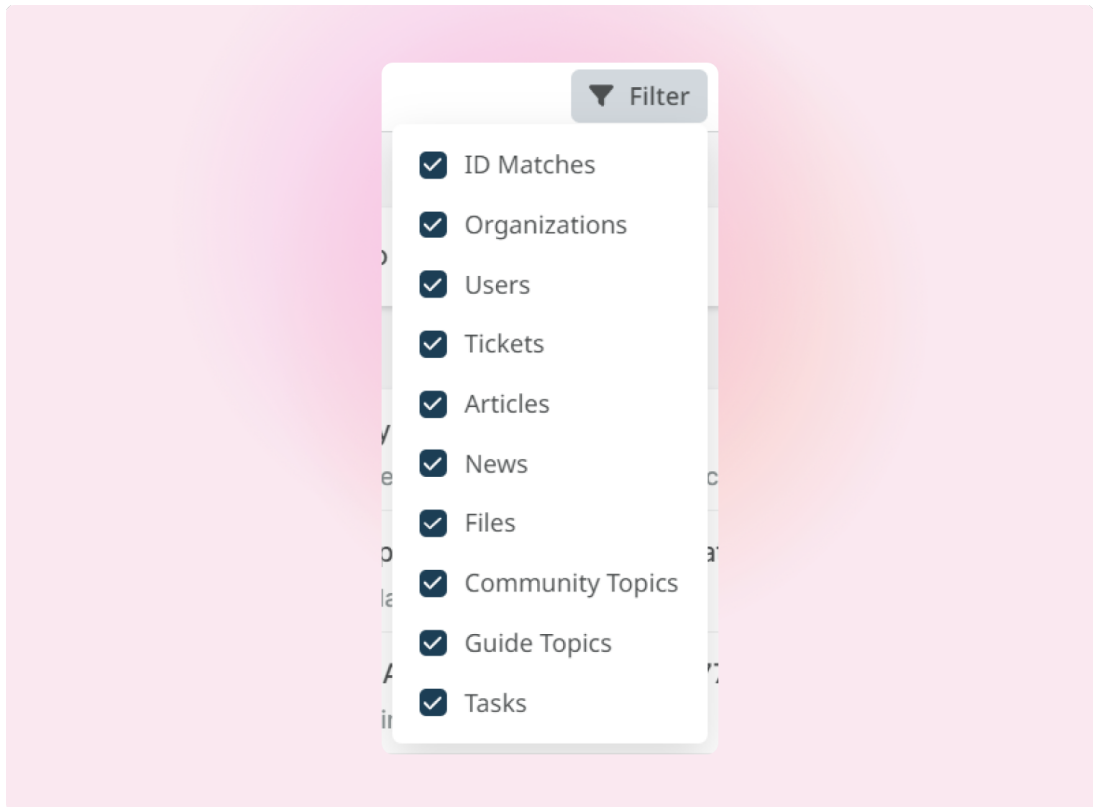 Filter
ID Matches
Organizations
Users
Tickets
Articles
News
Files
Community Topics
Guide Topics
Tasks